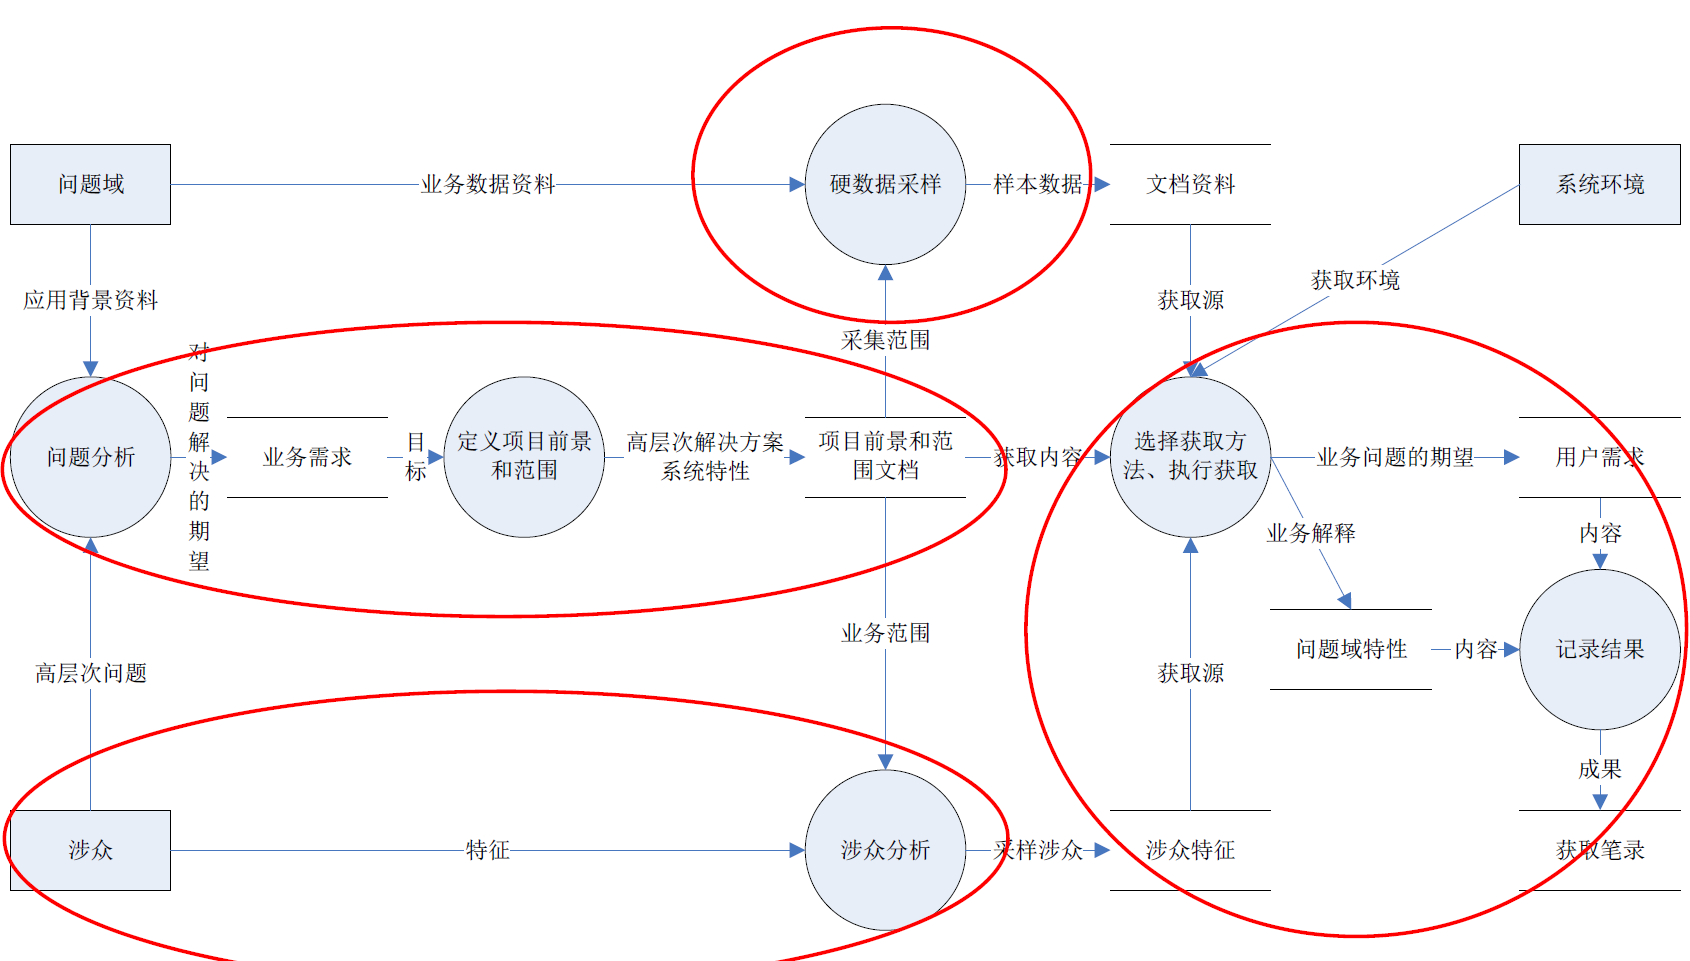 问题域
业务数据资料
硬数据采样
样本数据
文档资料
系统环境
应用背景资料
采集范围
获取源
获取环境
问题分析
对
问
题
解
决
的
期
望
业务需求
目
标
定义项目前景
和范围
高层次解决方案
系统特性
项目前景和范
围文档
获取内容
选择获取方
法、执行获取
业务问题的期望
用户需求
业务解释
内容
高层次问题
业务范围
获取源
问题域特性
内容
记录结果
成果
涉众
特征
涉众分析
采样涉众
涉众特征
获取笔录